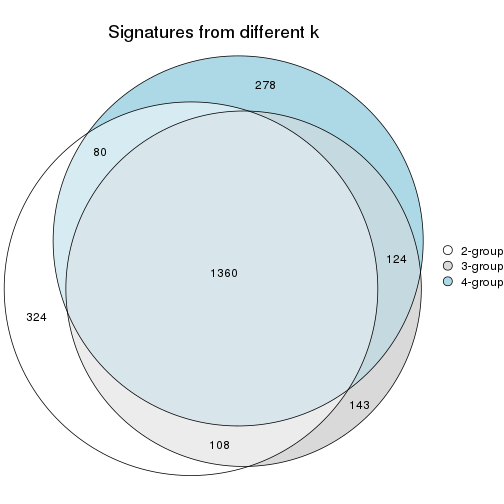 Signatures from different k
278
80
124
1360
324
143
108
2-group
3-group
4-group